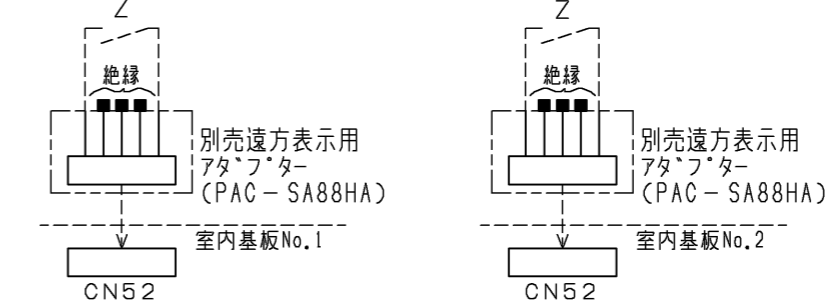 Z
絶縁
別売遠方表示用
アダプター
(PAC-SA88HA)
室内基板No.1
CN52
Z
絶縁
別売遠方表示用
アダプター
(PAC-SA88HA)
室内基板No.2
CN52